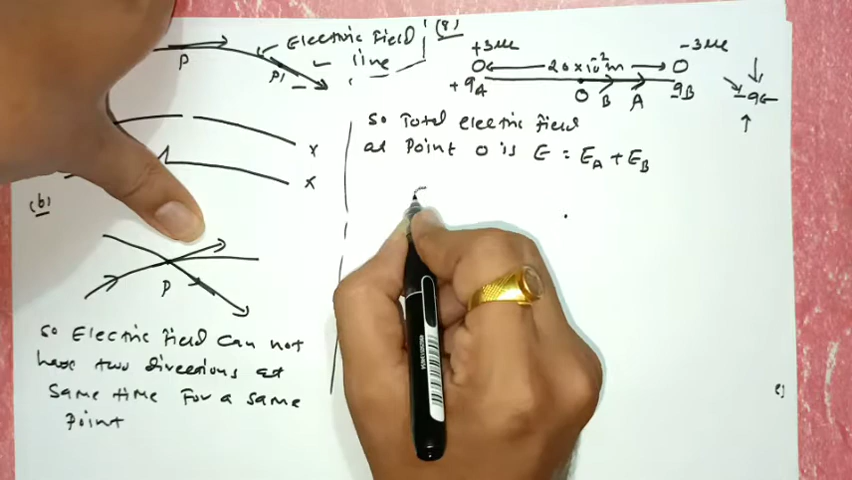 Electric Field
line
P
P1
x
x
(b)
P
So Electric Field can not
have two directions at
same time For a same
Point
(8)
+3μc
-3μc
20×10⁻²m
+qA
O
B
A
-qB
-q
So Total electric field
at Point O is E = EA + EB